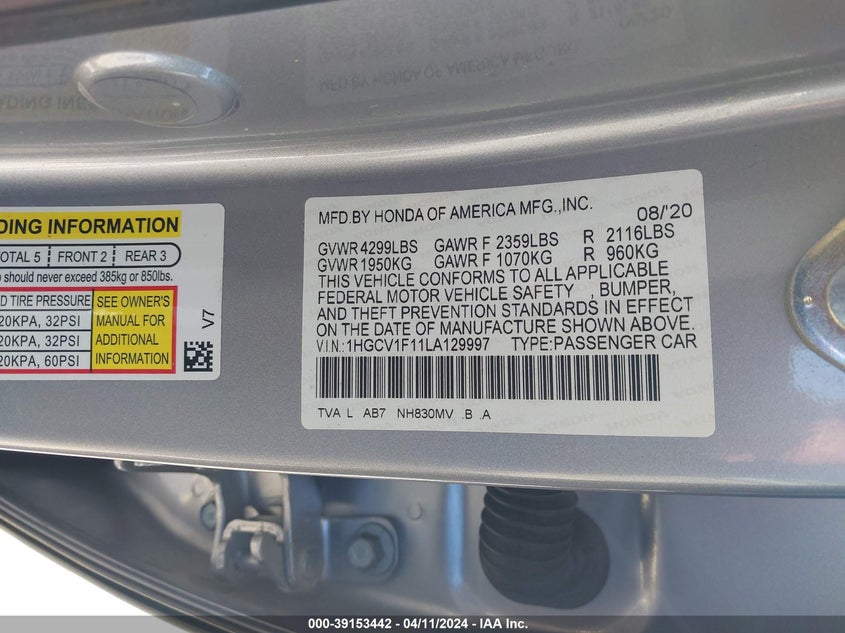 DING INFORMATION
OTAL 5 FRONT 2 REAR 3
should never exceed 385kg or 850lbs.
D TIRE PRESSURE
20KPA, 32PSI
20KPA, 32PSI
20KPA, 60PSI
SEE OWNER'S
MANUAL FOR
ADDITIONAL
INFORMATION
V7
MFD.BY HONDA OF AMERICA MFG.,INC. 08/'20
GVWR 4299LBS GAWR F 2359LBS R 2116LBS
GVWR 1950KG GAWR F 1070KG R 960KG
THIS VEHICLE CONFORMS TO ALL APPLICABLE
FEDERAL MOTOR VEHICLE SAFETY , BUMPER,
AND THEFT PREVENTION STANDARDS IN EFFECT
ON THE DATE OF MANUFACTURE SHOWN ABOVE.
V.I.N.:1HGCV1F11LA129997 TYPE:PASSENGER CAR
TVA L AB7 NH830MV .B .A
000-39153442 - 04/11/2024 - IAA Inc.